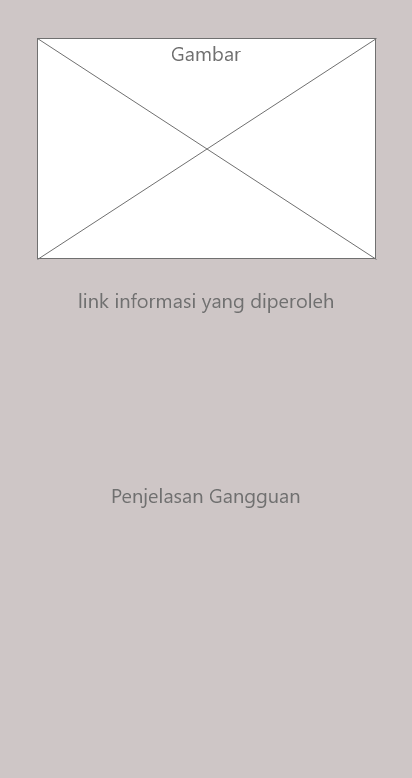 Gambar
link informasi yang diperoleh
Penjelasan Gangguan